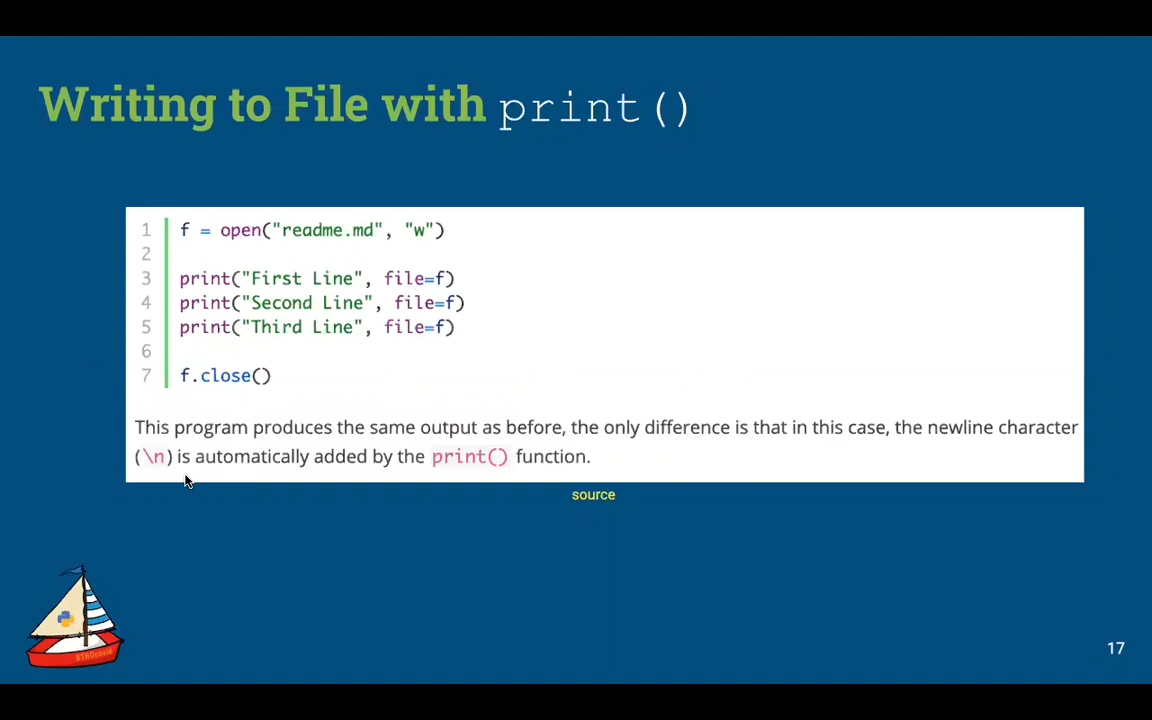 Writing to File with print()
1 f = open("readme.md", "w")
2
3 print("First Line", file=f)
4 print("Second Line", file=f)
5 print("Third Line", file=f)
6
7 f.close()
This program produces the same output as before, the only difference is that in this case, the newline character
(\n) is automatically added by the print() function.
source
17